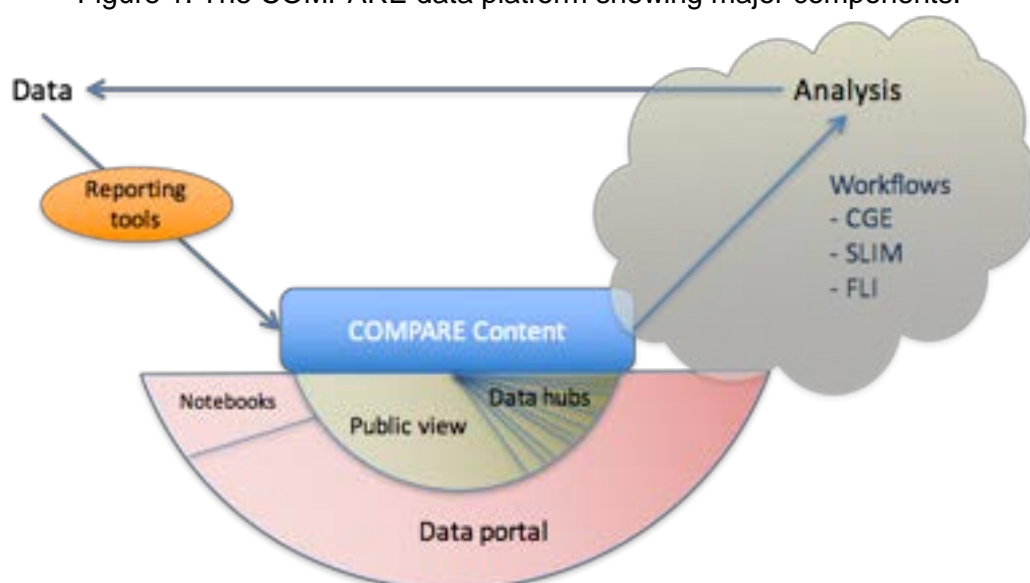 Figure 1. The COMPARE data platform showing major components.
Data
Analysis
Reporting
tools
Workflows
- CGE
- SLIM
- FLI
COMPARE Content
Notebooks
Public view
Data hubs
Data portal